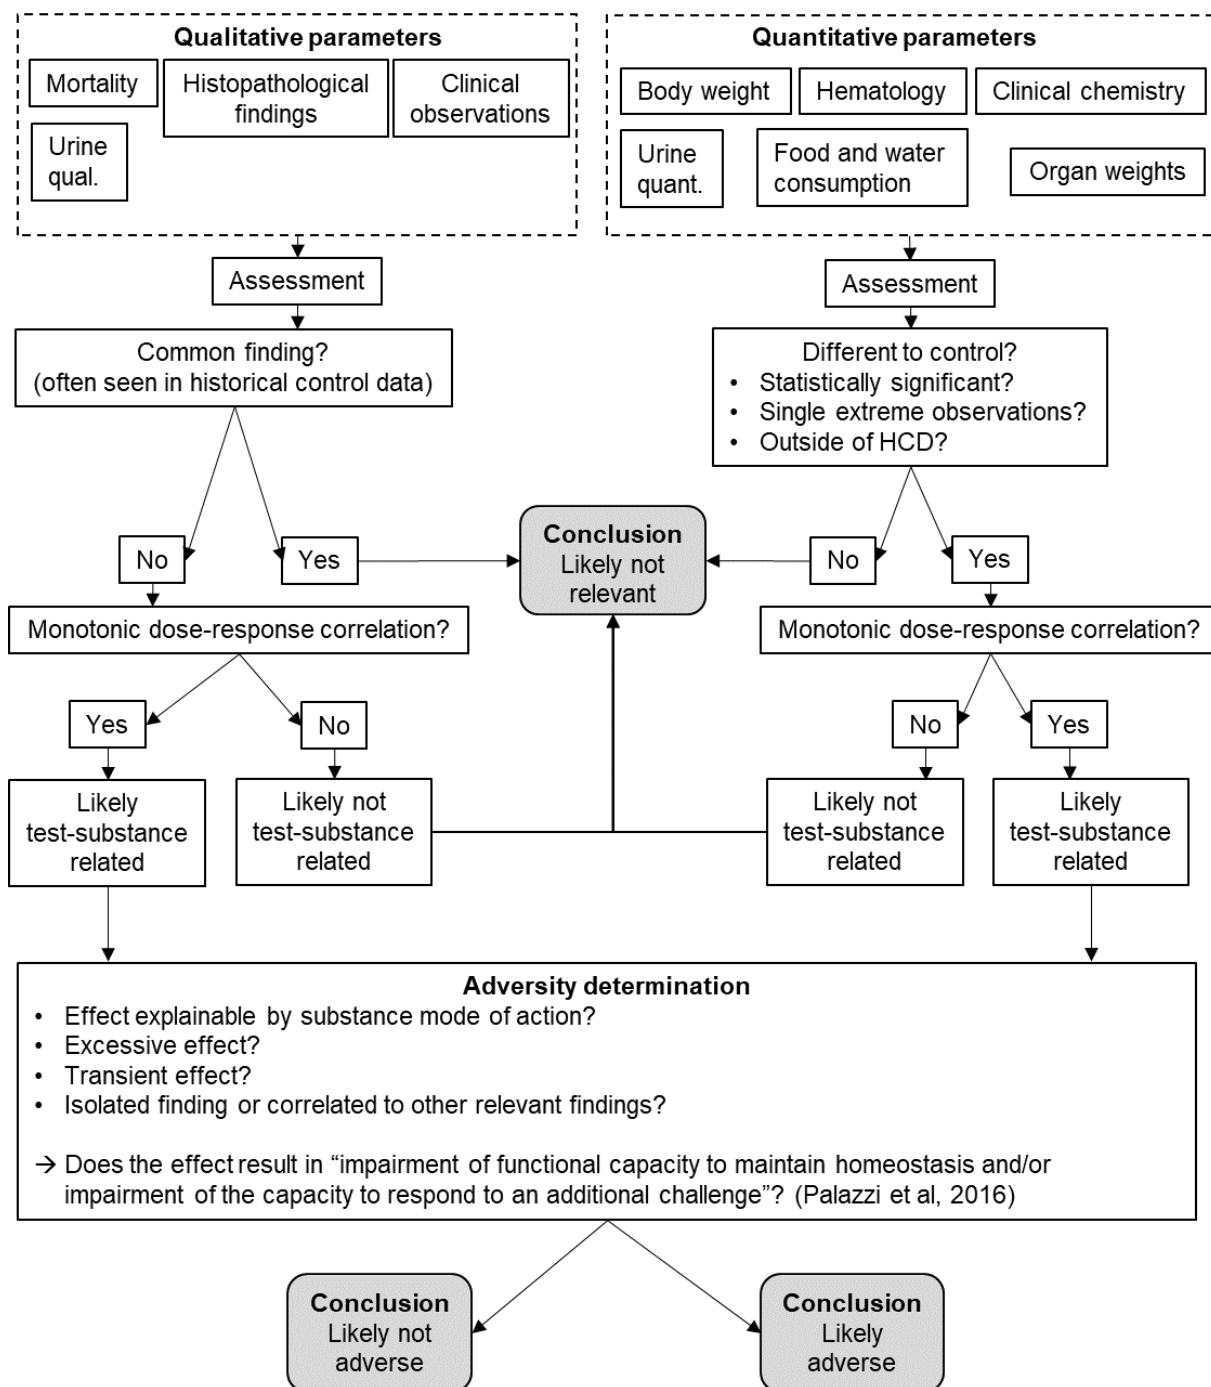 Qualitative parameters
Mortality
Histopathological
findings
Clinical
observations
Urine
qual.
Quantitative parameters
Body weight
Hematology
Clinical chemistry
Urine
quant.
Food and water
consumption
Organ weights
Assessment
Assessment
Common finding?
(often seen in historical control data)
Different to control?
• Statistically significant?
• Single extreme observations?
• Outside of HCD?
No
Yes
Conclusion
Likely not
relevant
No
Yes
Monotonic dose-response correlation?
Monotonic dose-response correlation?
Yes
No
No
Yes
Likely
test-substance
related
Likely not
test-substance
related
Likely not
test-substance
related
Likely
test-substance
related
Adversity determination
• Effect explainable by substance mode of action?
• Excessive effect?
• Transient effect?
• Isolated finding or correlated to other relevant findings?
→ Does the effect result in “impairment of functional capacity to maintain homeostasis and/or
impairment of the capacity to respond to an additional challenge”? (Palazzi et al, 2016)
Conclusion
Likely not
adverse
Conclusion
Likely
adverse